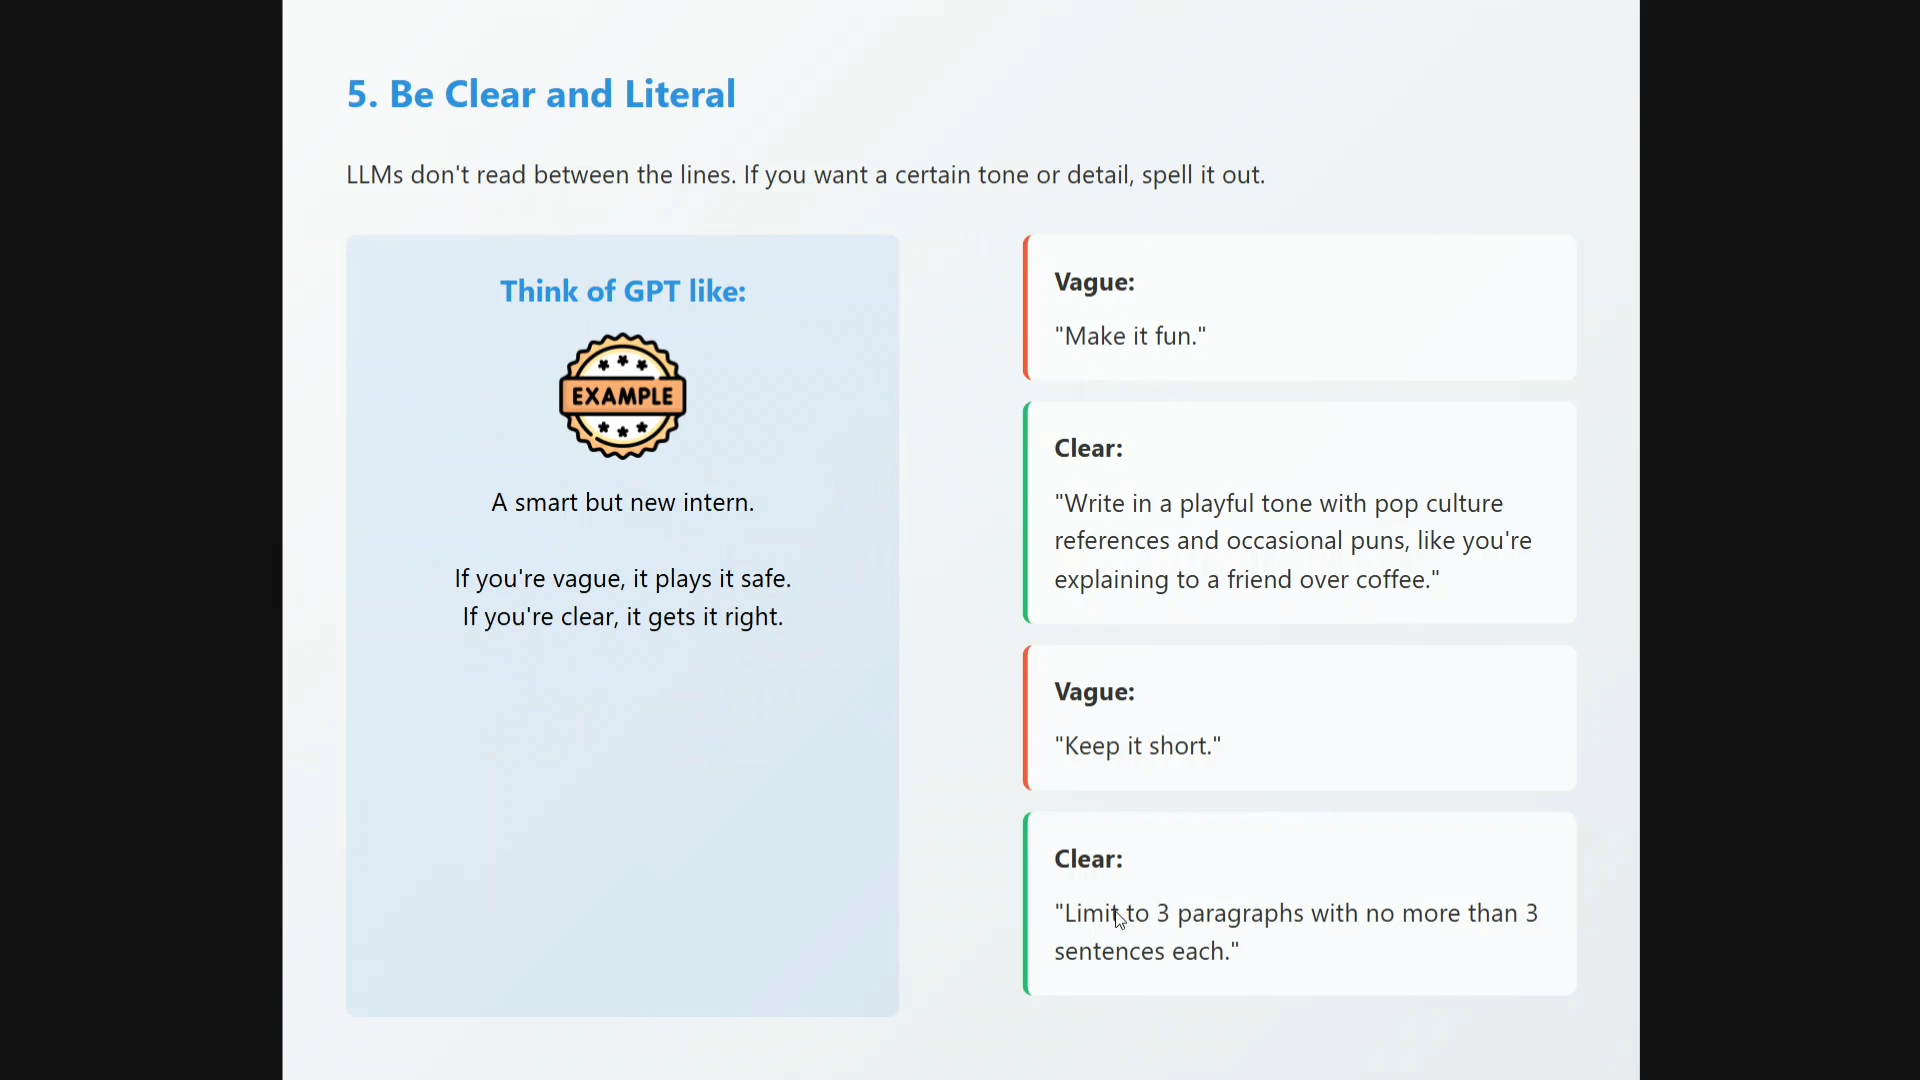 5. Be Clear and Literal
LLMs don't read between the lines. If you want a certain tone or detail, spell it out.
Think of GPT like:
EXAMPLE
A smart but new intern.
If you're vague, it plays it safe.
If you're clear, it gets it right.
Vague:
"Make it fun."
Clear:
"Write in a playful tone with pop culture
references and occasional puns, like you're
explaining to a friend over coffee."
Vague:
"Keep it short."
Clear:
"Limit to 3 paragraphs with no more than 3
sentences each."